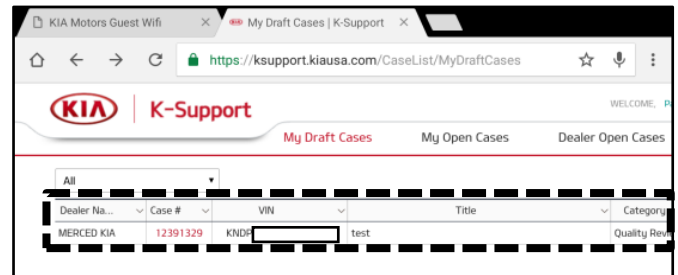 KIA Motors Guest Wifi
My Draft Cases | K-Support
https://ksupport.kiausa.com/CaseList/MyDraftCases
WELCOME,
KIA K-Support
My Draft Cases My Open Cases Dealer Open Cases
All
Dealer Na... Case # VIN Title Category
MERCED KIA 12391329 KNDP test Quality